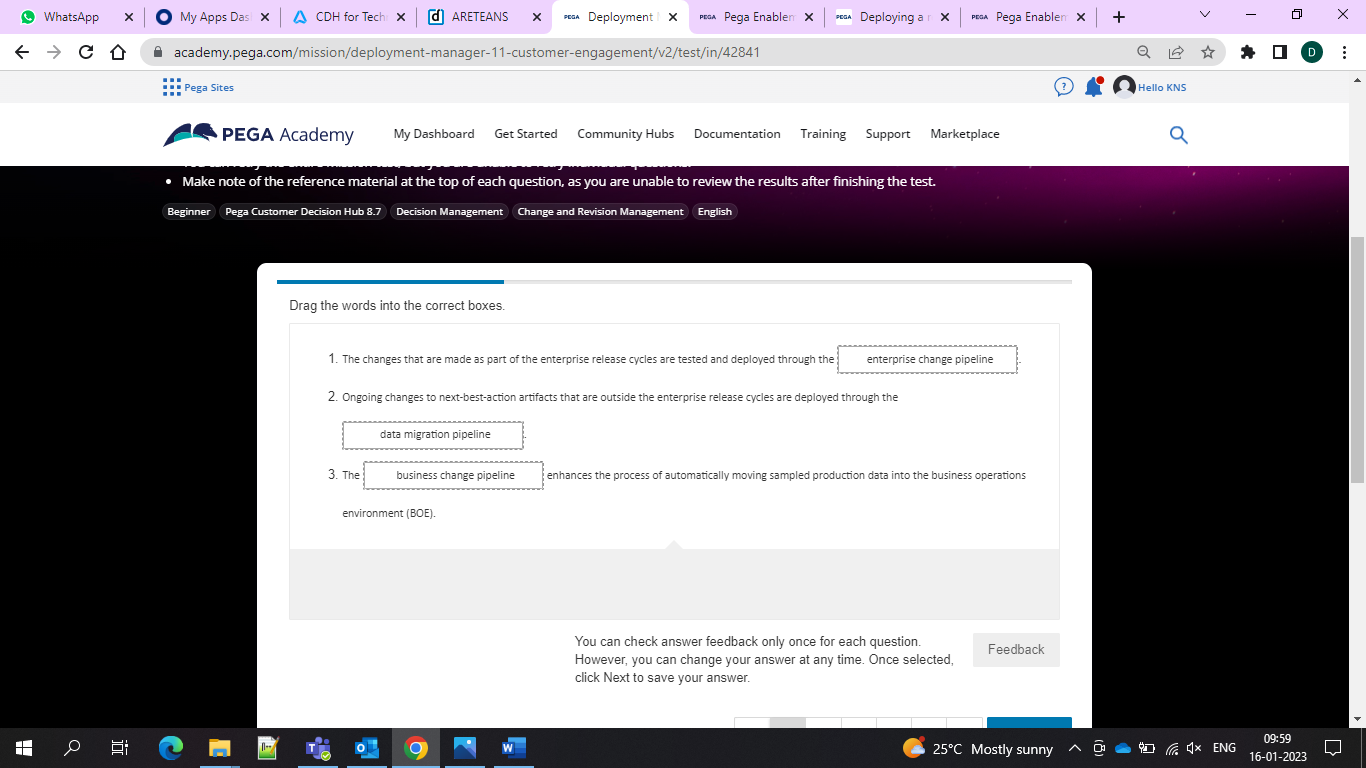 WhatsApp
My Apps Das
CDH for Tech
ARETEANS
PEGA Deployment
PEGA Pega Enablem
PEGA Deploying a
PEGA Pega Enablem
academy.pega.com/mission/deployment-manager-11-customer-engagement/v2/test/in/42841
D
Pega Sites
Hello KNS
PEGA Academy
My Dashboard Get Started Community Hubs Documentation Training Support Marketplace
Make note of the reference material at the top of each question, as you are unable to review the results after finishing the test.
Beginner Pega Customer Decision Hub 8.7 Decision Management Change and Revision Management English
Drag the words into the correct boxes.
1. The changes that are made as part of the enterprise release cycles are tested and deployed through the enterprise change pipeline.
2. Ongoing changes to next-best-action artifacts that are outside the enterprise release cycles are deployed through the
data migration pipeline.
3. The business change pipeline enhances the process of automatically moving sampled production data into the business operations
environment (BOE).
You can check answer feedback only once for each question.
However, you can change your answer at any time. Once selected,
click Next to save your answer.
Feedback
25°C Mostly sunny
ENG
09:59
16-01-2023